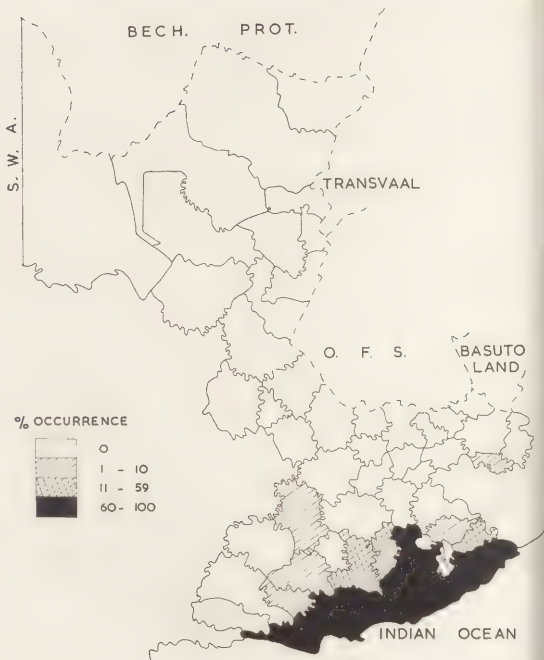 BECH. PROT.
S. W. A.
TRANSVAAL
O. F. S.
BASUTO
LAND
% OCCURRENCE
0
1 - 10
11 - 59
60 - 100
INDIAN OCEAN